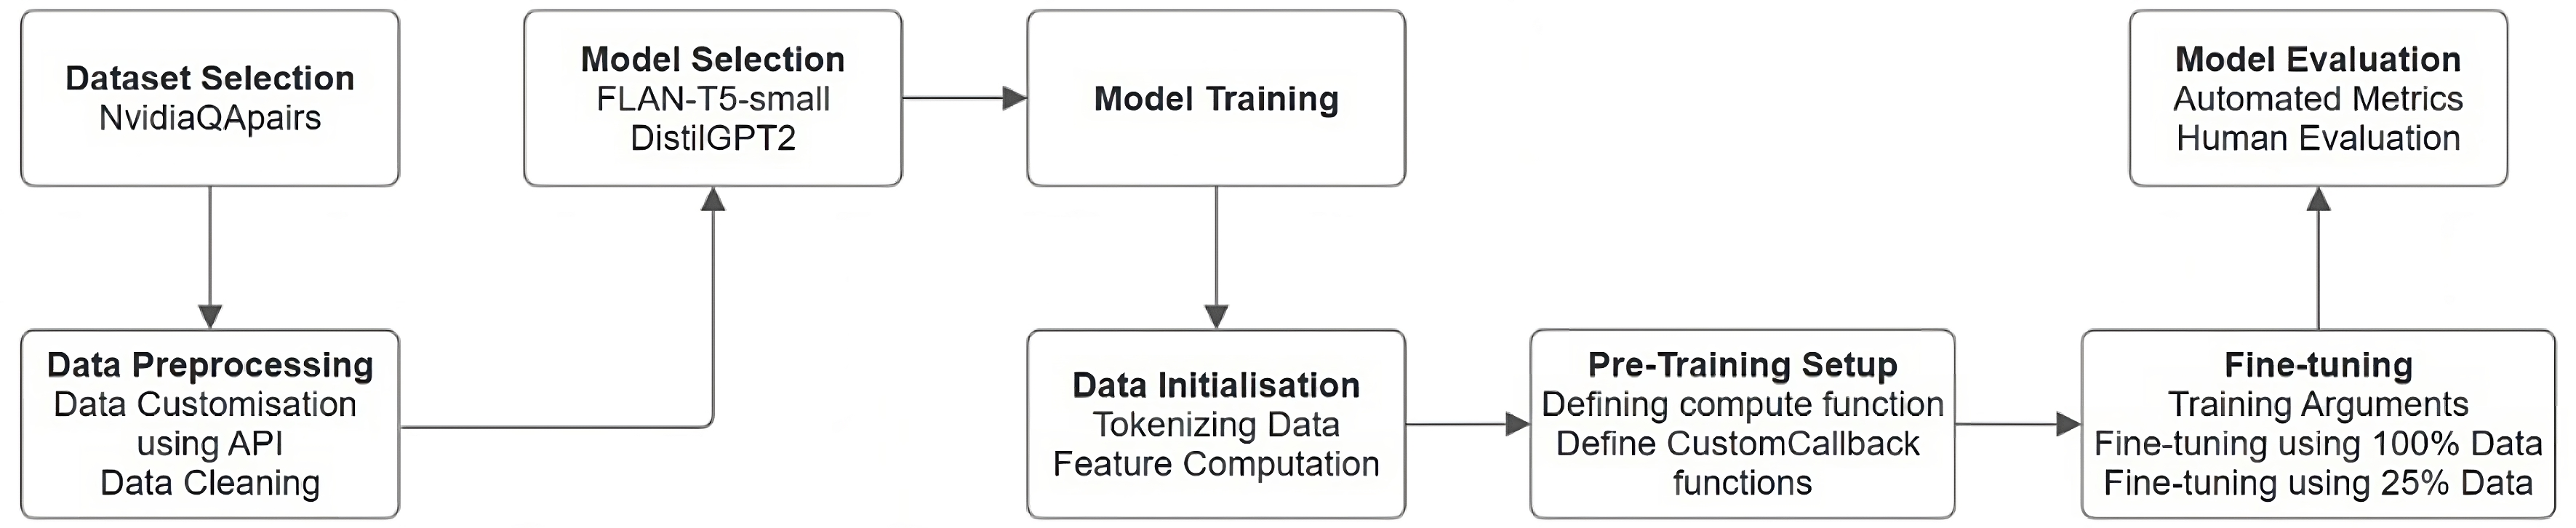 Dataset Selection
NvidiaQApairs
Data Preprocessing
Data Customisation
using API
Data Cleaning
Model Selection
FLAN-T5-small
DistilGPT2
Model Training
Data Initialisation
Tokenizing Data
Feature Computation
Pre-Training Setup
Defining compute function
Define CustomCallback
functions
Fine-tuning
Training Arguments
Fine-tuning using 100% Data
Fine-tuning using 25% Data
Model Evaluation
Automated Metrics
Human Evaluation